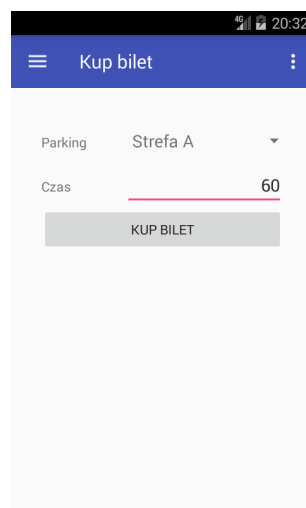 4G 20:32
Kup bilet
Parking Strefa A
Czas 60
KUP BILET